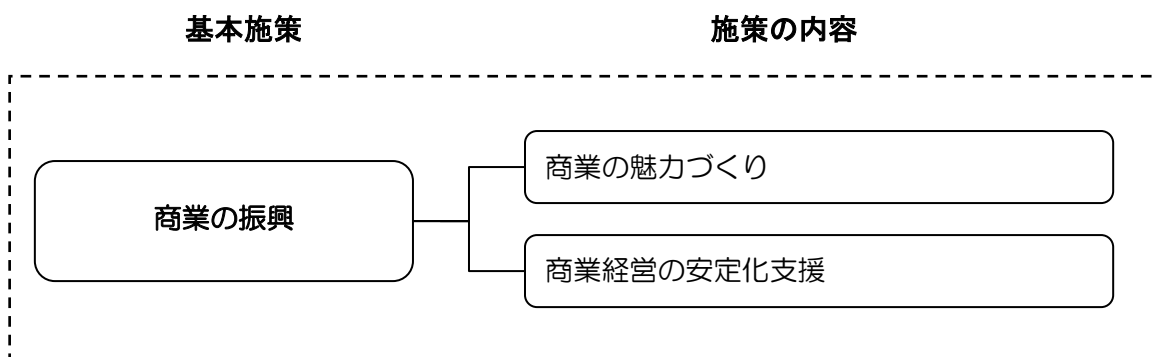 基本施策
施策の内容
商業の魅力づくり
商業の振興
商業経営の安定化支援